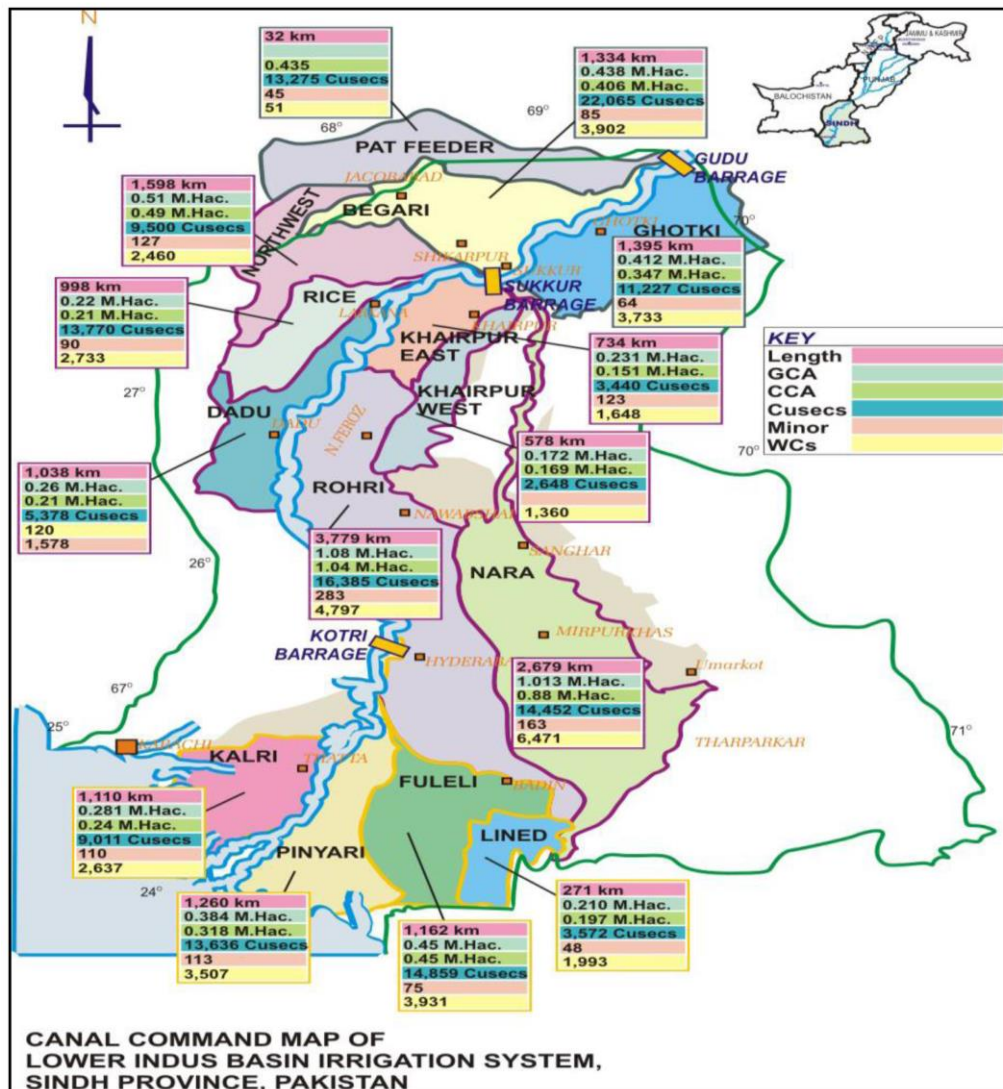 N
32 km
0.435
13,275 Cusecs
45
51
1,334 km
0.438 M.Hac.
0.406 M.Hac.
22,065 Cusecs
85
3,902
JAMMU & KASHMIR
PUNJAB
BALOCHISTAN
SINDH
68°
69°
PAT FEEDER
GUDU
BARRAGE
1,598 km
0.51 M.Hac.
0.49 M.Hac.
9,500 Cusecs
127
2,460
JACOBABAD
BEGARI
NORTHWEST
GHOTKI
70°
GHOTKI
1,395 km
0.412 M.Hac.
0.347 M.Hac.
11,227 Cusecs
64
3,733
SHIKARPUR
SUKKUR
SUKKUR
BARRAGE
998 km
0.22 M.Hac.
0.21 M.Hac.
13,770 Cusecs
90
2,733
RICE
LARKANA
KHAIRPUR
KHAIRPUR
EAST
734 km
0.231 M.Hac.
0.151 M.Hac.
3,440 Cusecs
123
1,648
KEY
Length
GCA
CCA
Cusecs
Minor
WCs
27°
KHAIRPUR
WEST
DADU
DADU
N.FEROZ
578 km
0.172 M.Hac.
0.169 M.Hac.
2,648 Cusecs
1,360
70°
1,038 km
0.26 M.Hac.
0.21 M.Hac.
5,378 Cusecs
120
1,578
ROHRI
NAWABSHAH
26°
3,779 km
1.08 M.Hac.
1.04 M.Hac.
16,385 Cusecs
283
4,797
SANGHAR
NARA
KOTRI
BARRAGE
MIRPURKHAS
HYDERABA
2,679 km
1.013 M.Hac.
0.88 M.Hac.
14,452 Cusecs
163
6,471
Umarkot
67°
25°
KARACHI
THARPARKAR
71°
KALRI
THATTA
FULELI
BADIN
1,110 km
0.281 M.Hac.
0.24 M.Hac.
9,011 Cusecs
110
2,637
LINED
PINYARI
24°
1,260 km
0.384 M.Hac.
0.318 M.Hac.
13,636 Cusecs
113
3,507
1,162 km
0.45 M.Hac.
0.45 M.Hac.
14,859 Cusecs
75
3,931
271 km
0.210 M.Hac.
0.197 M.Hac.
3,572 Cusecs
48
1,993
CANAL COMMAND MAP OF
LOWER INDUS BASIN IRRIGATION SYSTEM,
SINDH PROVINCE, PAKISTAN